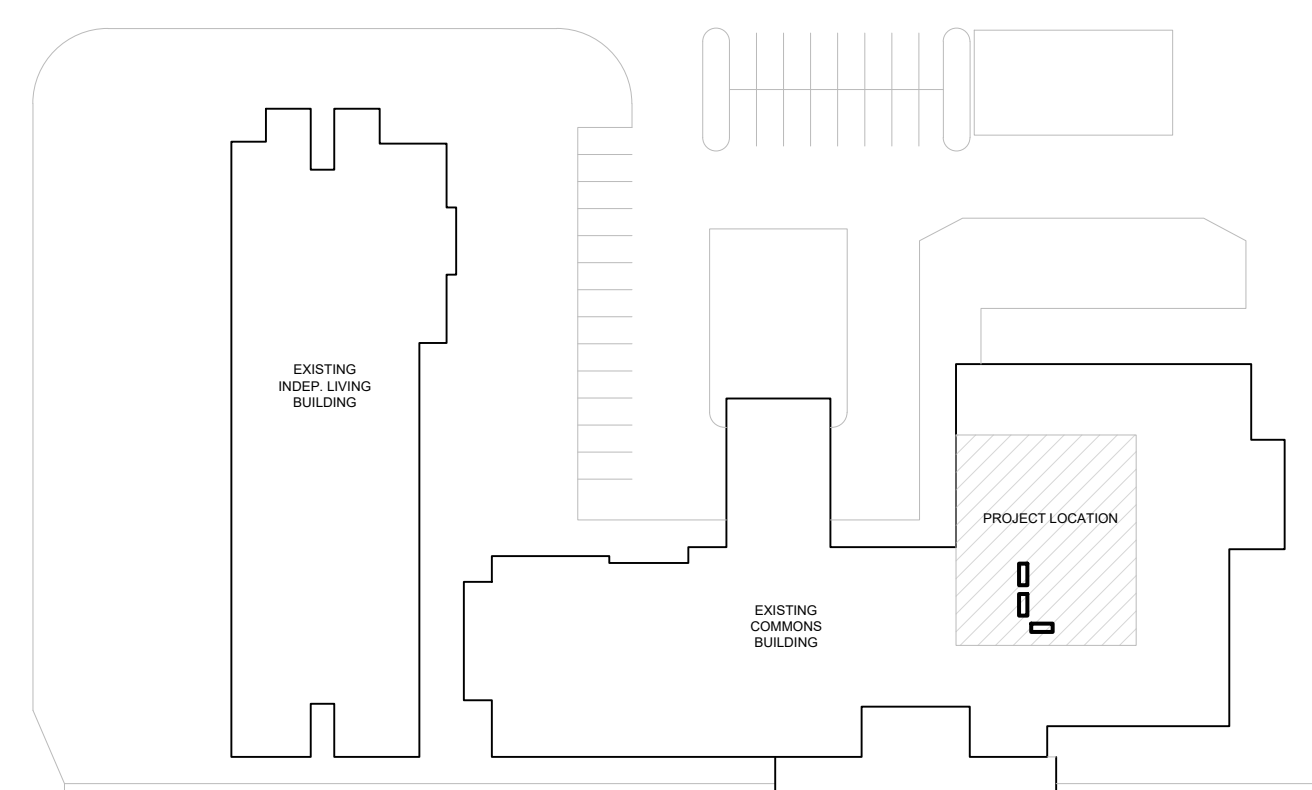 EXISTING
INDEP. LIVING
BUILDING
PROJECT LOCATION
EXISTING
COMMONS
BUILDING